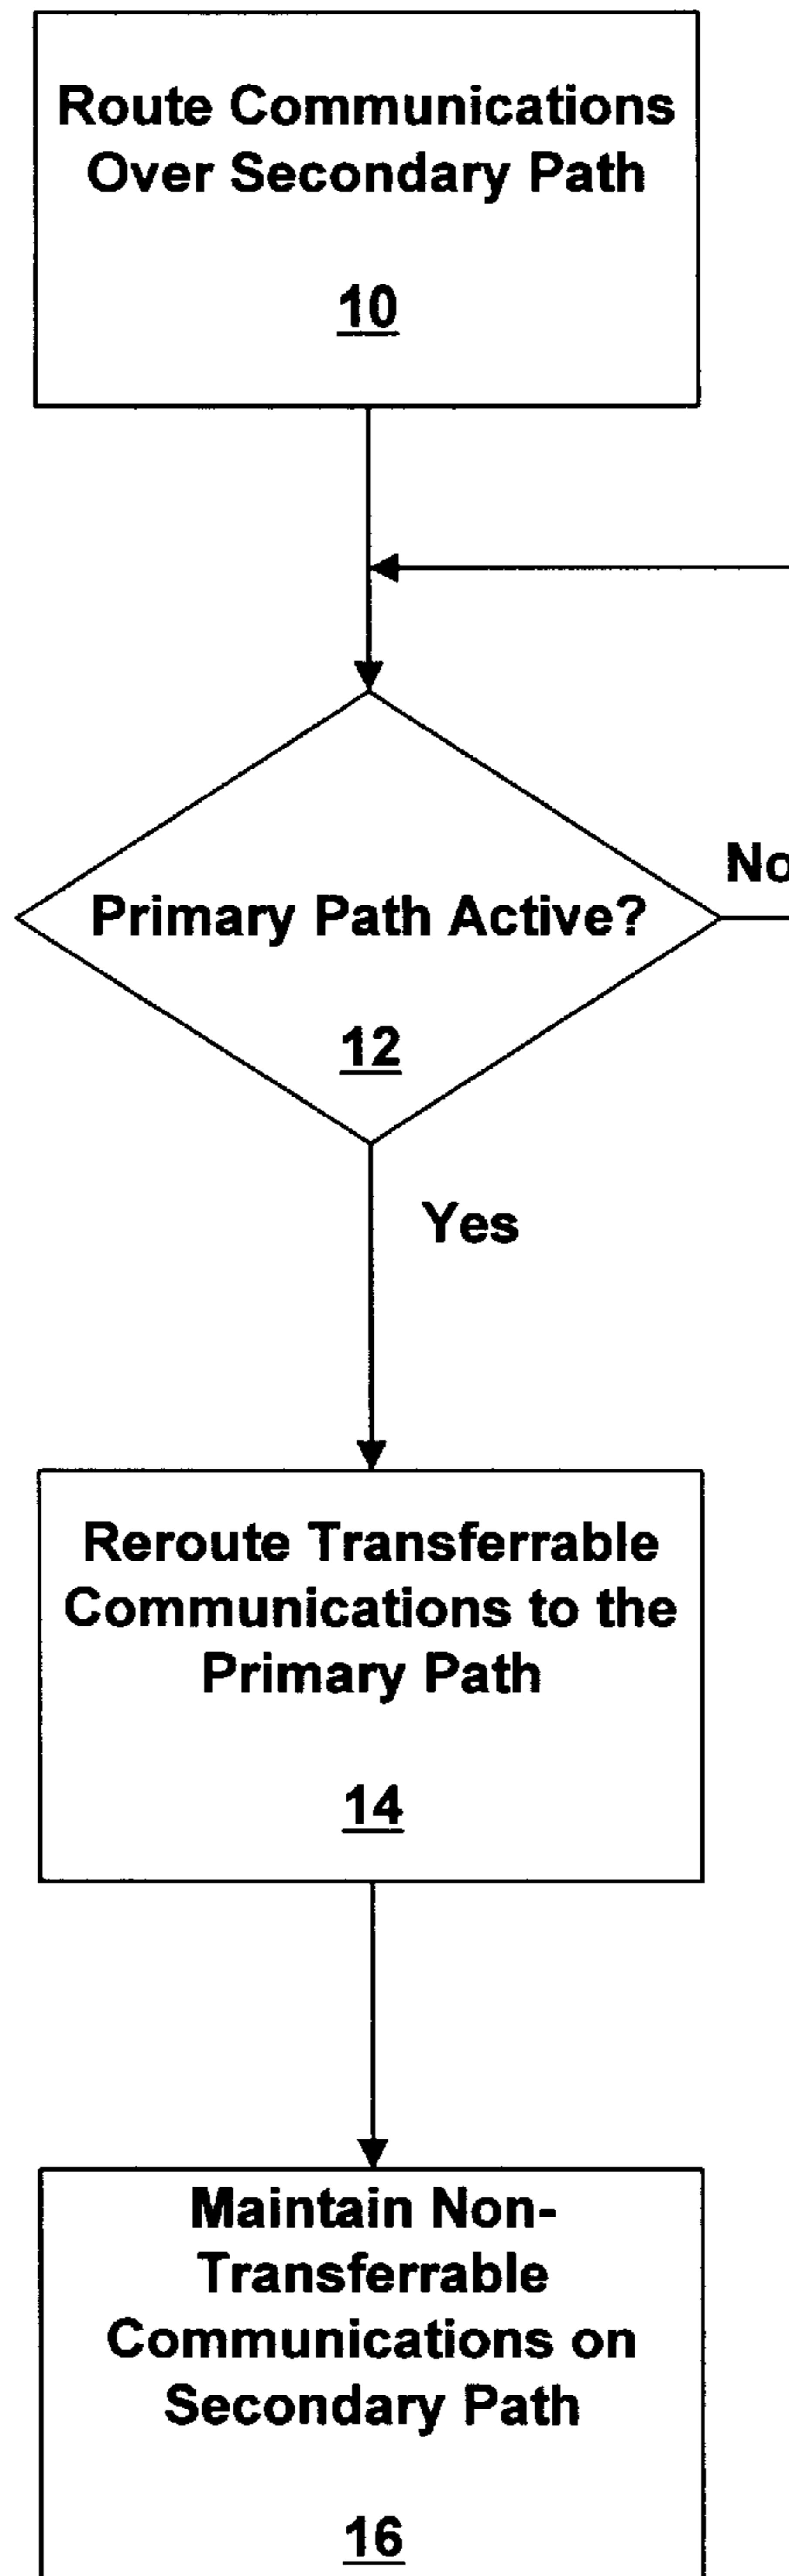 Route Communications
Over Secondary Path
10
Primary Path Active?
12
No
Yes
Reroute Transferrable
Communications to the
Primary Path
14
Maintain Non-
Transferrable
Communications on
Secondary Path
16